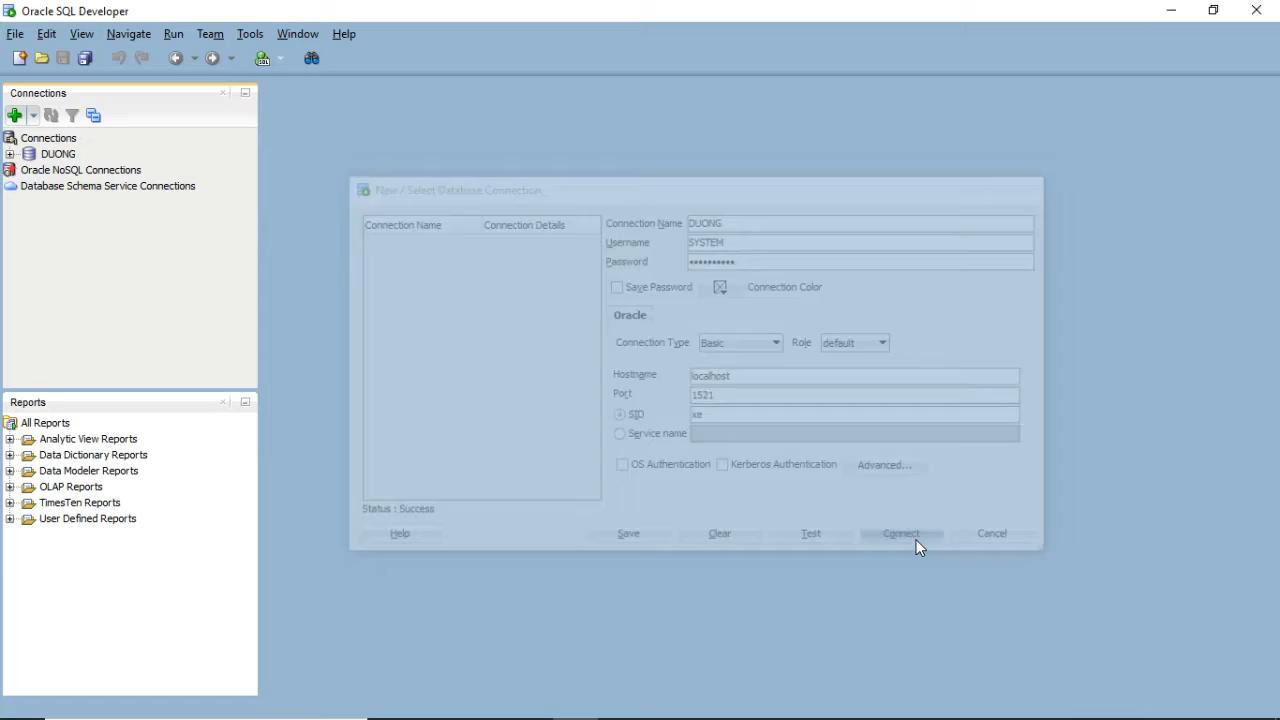 Oracle SQL Developer
File Edit View Navigate Run Team Tools Window Help
Connections
Connections
DUONG
Oracle NoSQL Connections
Database Schema Service Connections
Reports
All Reports
Analytic View Reports
Data Dictionary Reports
Data Modeler Reports
OLAP Reports
TimesTen Reports
User Defined Reports
New / Select Database Connection
Connection Name Connection Details
Connection Name DUONG
Username SYSTEM
Password ••••••••••
Save Password Connection Color
Oracle
Connection Type Basic Role default
Hostname localhost
Port 1521
SID xe
Service name
OS Authentication Kerberos Authentication Advanced...
Status : Success
Help Save Clear Test Connect Cancel